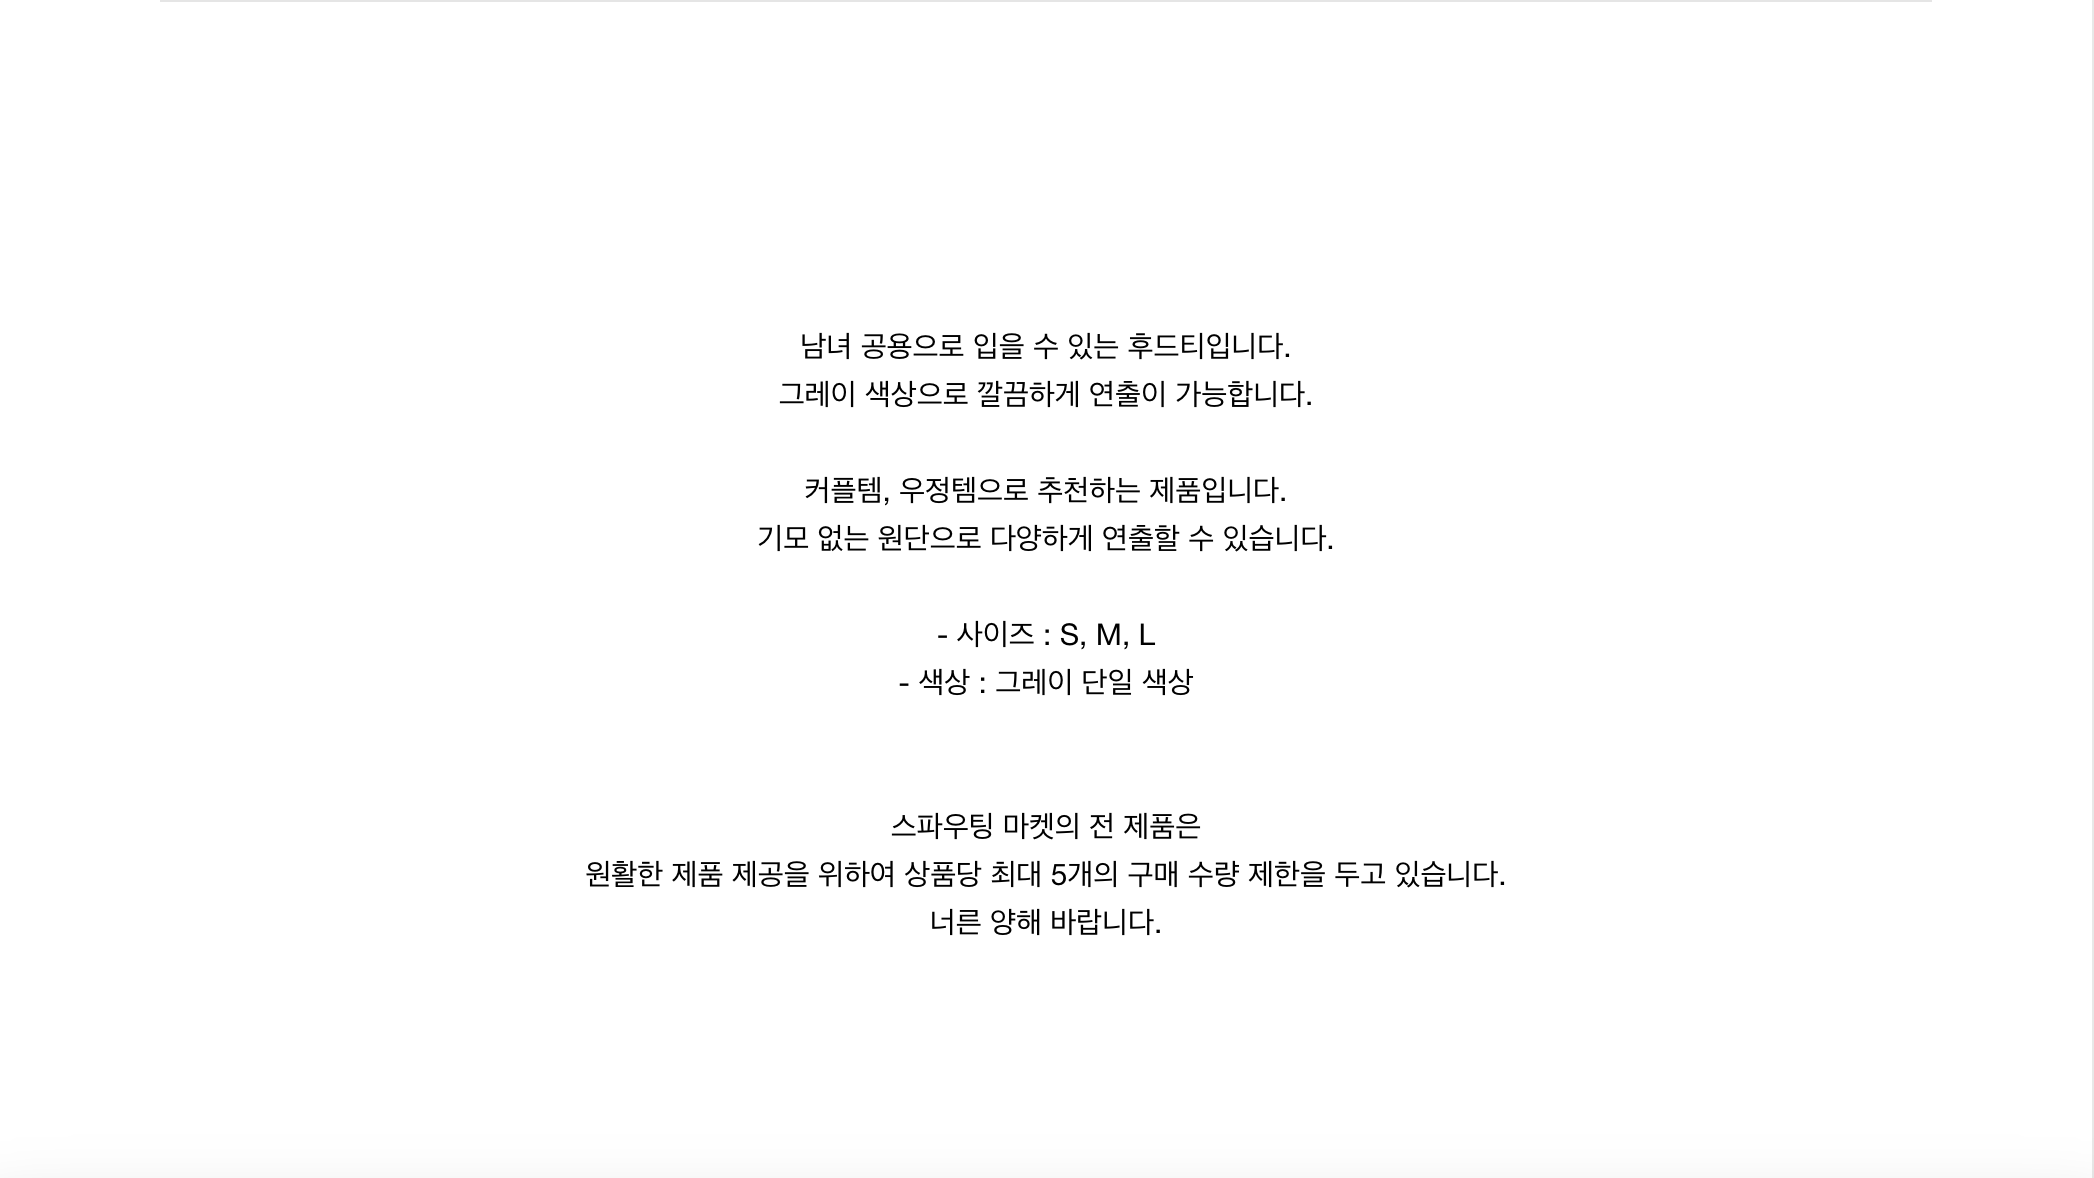 남녀 공용으로 입을 수 있는 후드티입니다.
그레이 색상으로 깔끔하게 연출이 가능합니다.
커플템, 우정템으로 추천하는 제품입니다.
기모 없는 원단으로 다양하게 연출할 수 있습니다.
- 사이즈 : S, M, L
- 색상 : 그레이 단일 색상
스파우팅 마켓의 전 제품은
원활한 제품 제공을 위하여 상품당 최대 5개의 구매 수량 제한을 두고 있습니다.
너른 양해 바랍니다.